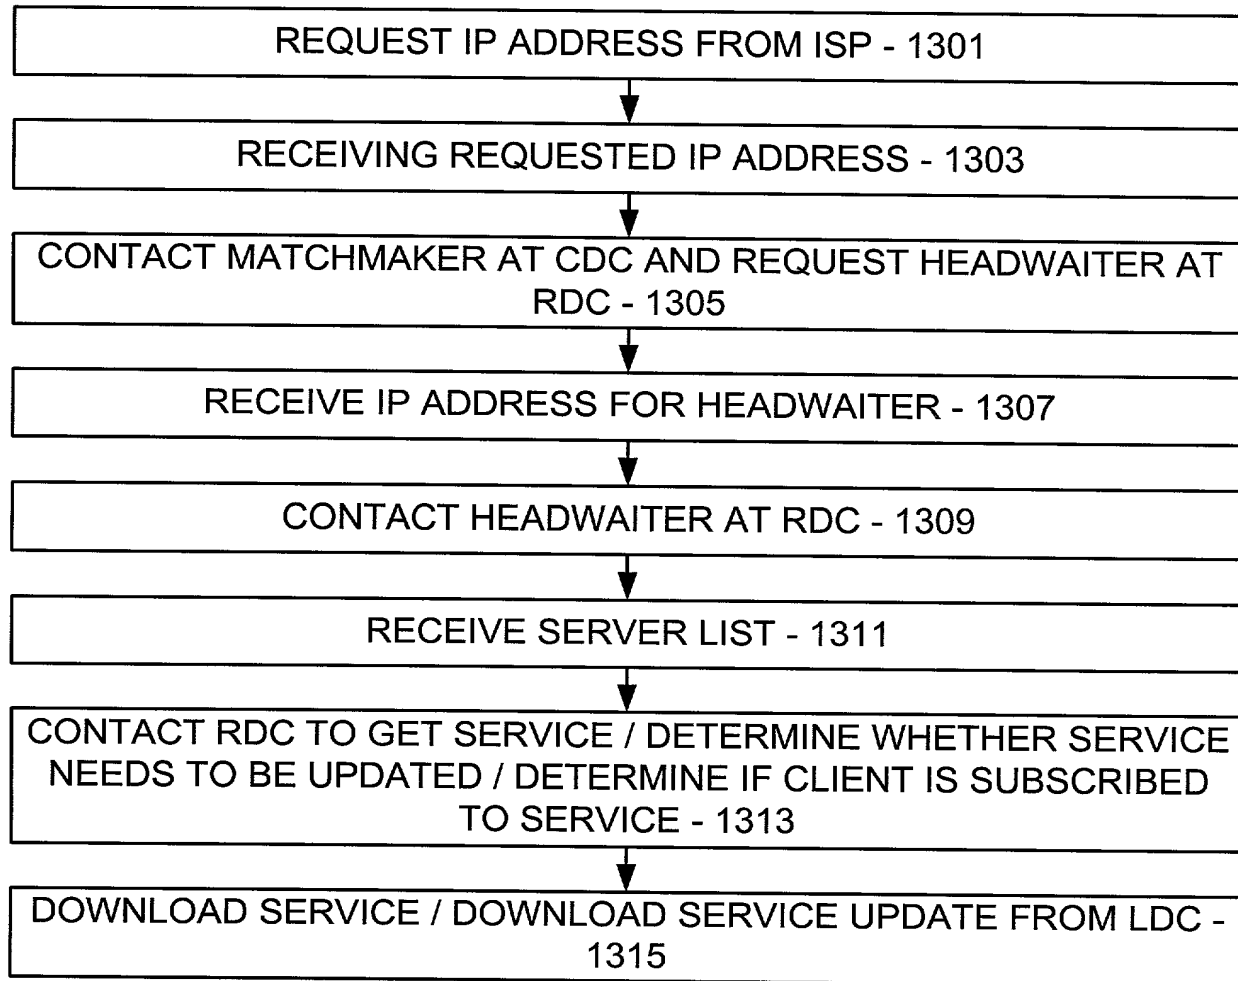 REQUEST IP ADDRESS FROM ISP - 1301
RECEIVING REQUESTED IP ADDRESS - 1303
CONTACT MATCHMAKER AT CDC AND REQUEST HEADWAITER AT
RDC - 1305
RECEIVE IP ADDRESS FOR HEADWAITER - 1307
CONTACT HEADWAITER AT RDC - 1309
RECEIVE SERVER LIST - 1311
CONTACT RDC TO GET SERVICE / DETERMINE WHETHER SERVICE
NEEDS TO BE UPDATED / DETERMINE IF CLIENT IS SUBSCRIBED
TO SERVICE - 1313
DOWNLOAD SERVICE / DOWNLOAD SERVICE UPDATE FROM LDC -
1315